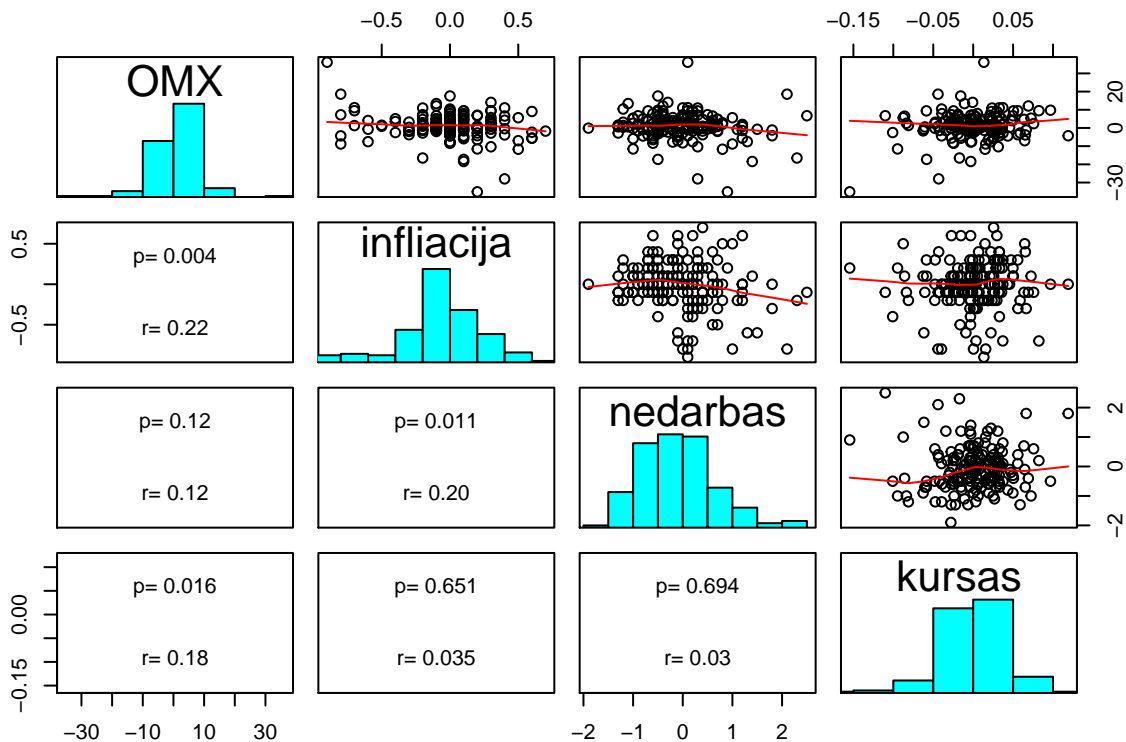 −0.5 0.0 0.5 −0.15 −0.05 0.05
OMX
−30 0 20
infliacija
−0.5 0.5
p= 0.004
r= 0.22
nedarbas
p= 0.12 p= 0.011
r= 0.12 r= 0.20
−2 0 2
kursas
−0.15 0.00
p= 0.016 p= 0.651 p= 0.694
r= 0.18 r= 0.035 r= 0.03
−30 −10 10 30 −2 −1 0 1 2